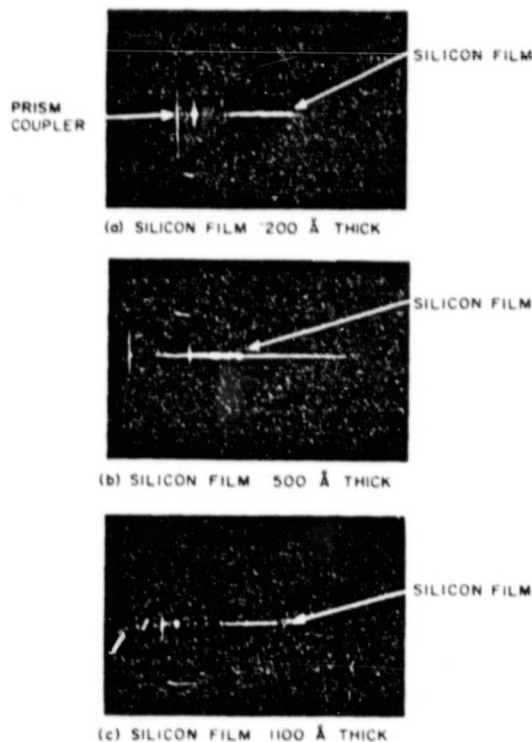 SILICON FILM
PRISM
COUPLER
(a) SILICON FILM ~200 Å THICK
SILICON FILM
(b) SILICON FILM 500 Å THICK
SILICON FILM
(c) SILICON FILM 1100 Å THICK